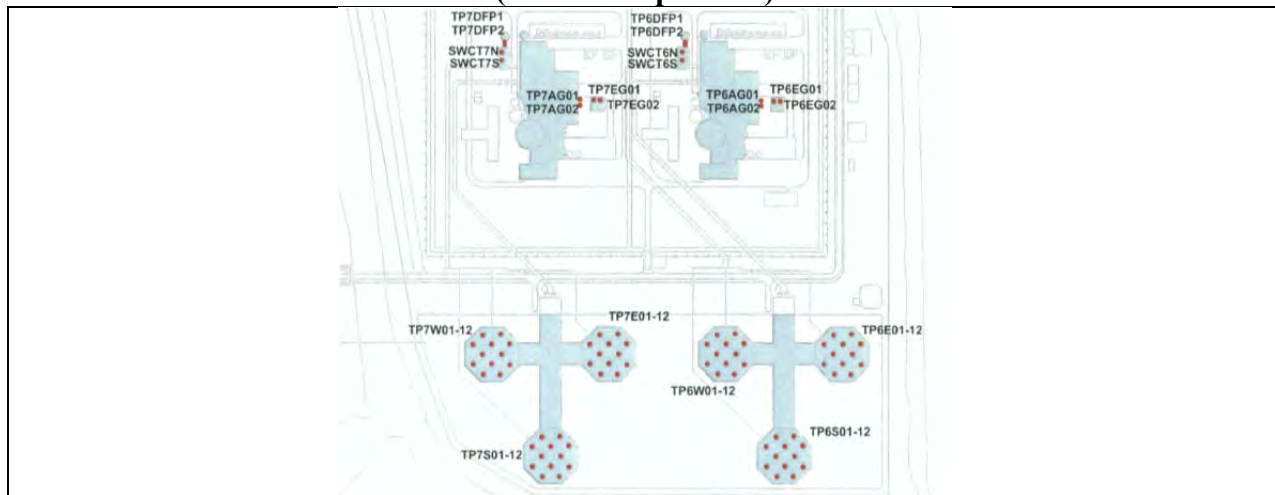 TP7DFP1
TP7DFP2
SWCT7N
SWCT7S
TP6DFP1
TP6DFP2
SWCT6N
SWCT6S
TP7EG01
TP7AG01
TP7EG02
TP7AG02
TP6EG01
TP6AG01
TP6EG02
TP6AG02
TP7W01-12
TP7E01-12
TP6E01-12
TP6W01-12
TP7S01-12
TP6S01-12